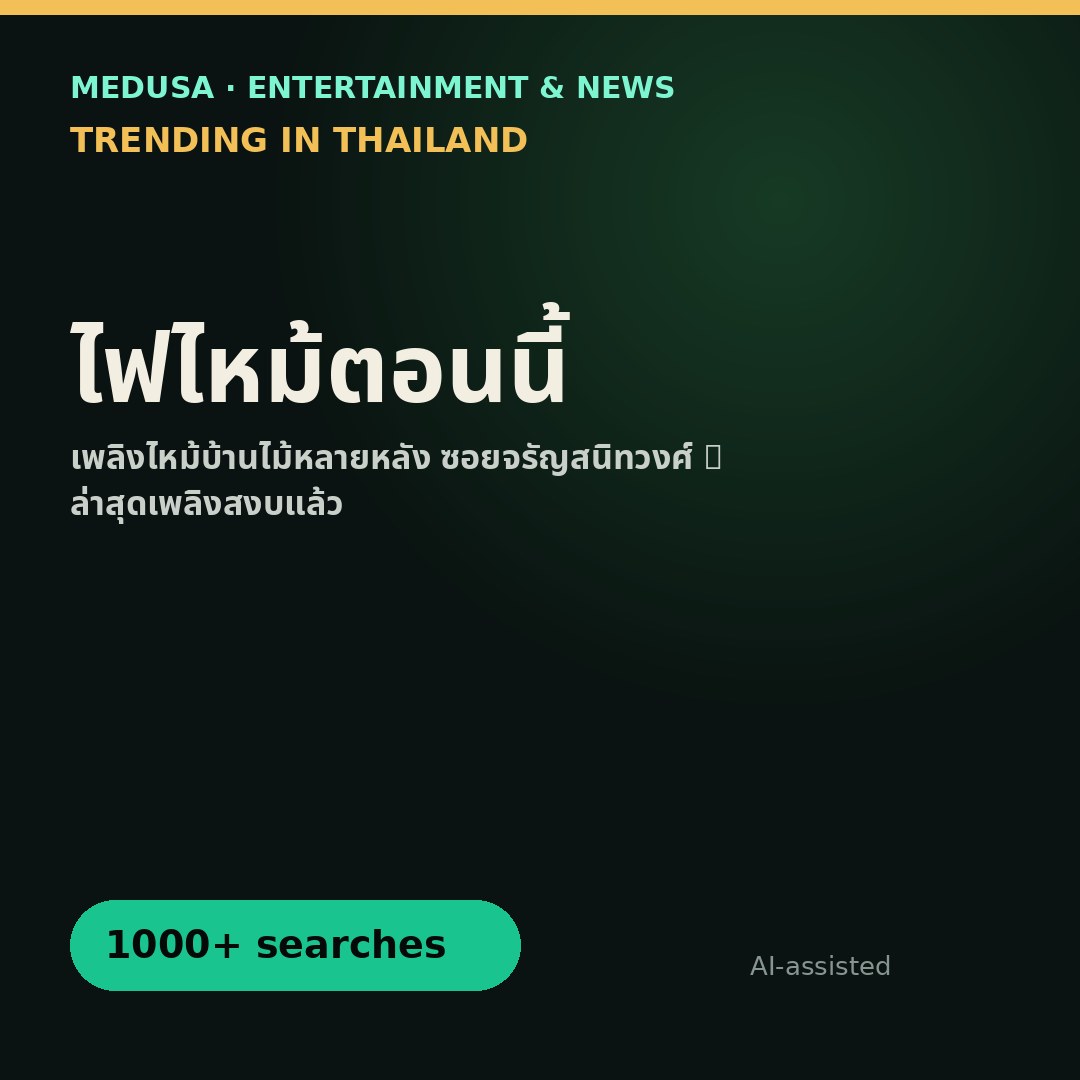 MEDUSA · ENTERTAINMENT & NEWS
TRENDING IN THAILAND
ไฟไหม้ตอนนี้
เพลิงไหม้บ้านไม้หลายหลัง ซอยจรัญสนิทวงศ์
ล่าสุดเพลิงสงบแล้ว
1000+ searches
AI-assisted